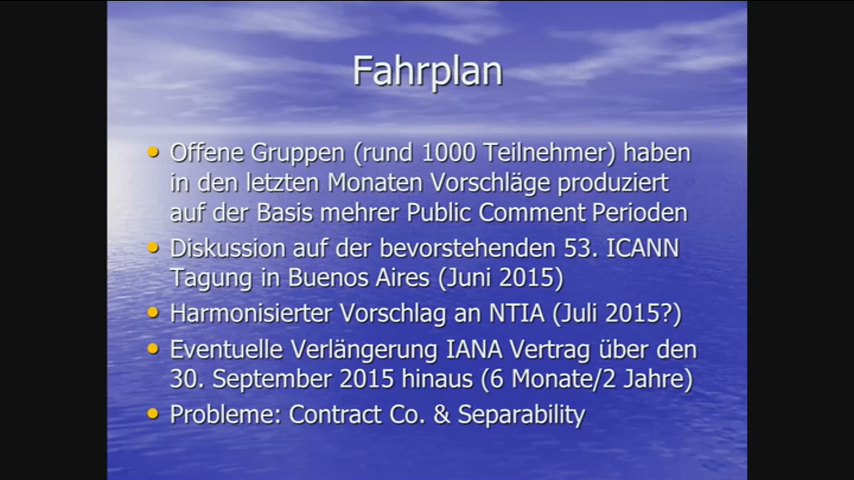 Fahrplan
Offene Gruppen (rund 1000 Teilnehmer) haben
in den letzten Monaten Vorschläge produziert
auf der Basis mehrer Public Comment Perioden
Diskussion auf der bevorstehenden 53. ICANN
Tagung in Buenos Aires (Juni 2015)
Harmonisierter Vorschlag an NTIA (Juli 2015?)
Eventuelle Verlängerung IANA Vertrag über den
30. September 2015 hinaus (6 Monate/2 Jahre)
Probleme: Contract Co. & Separability